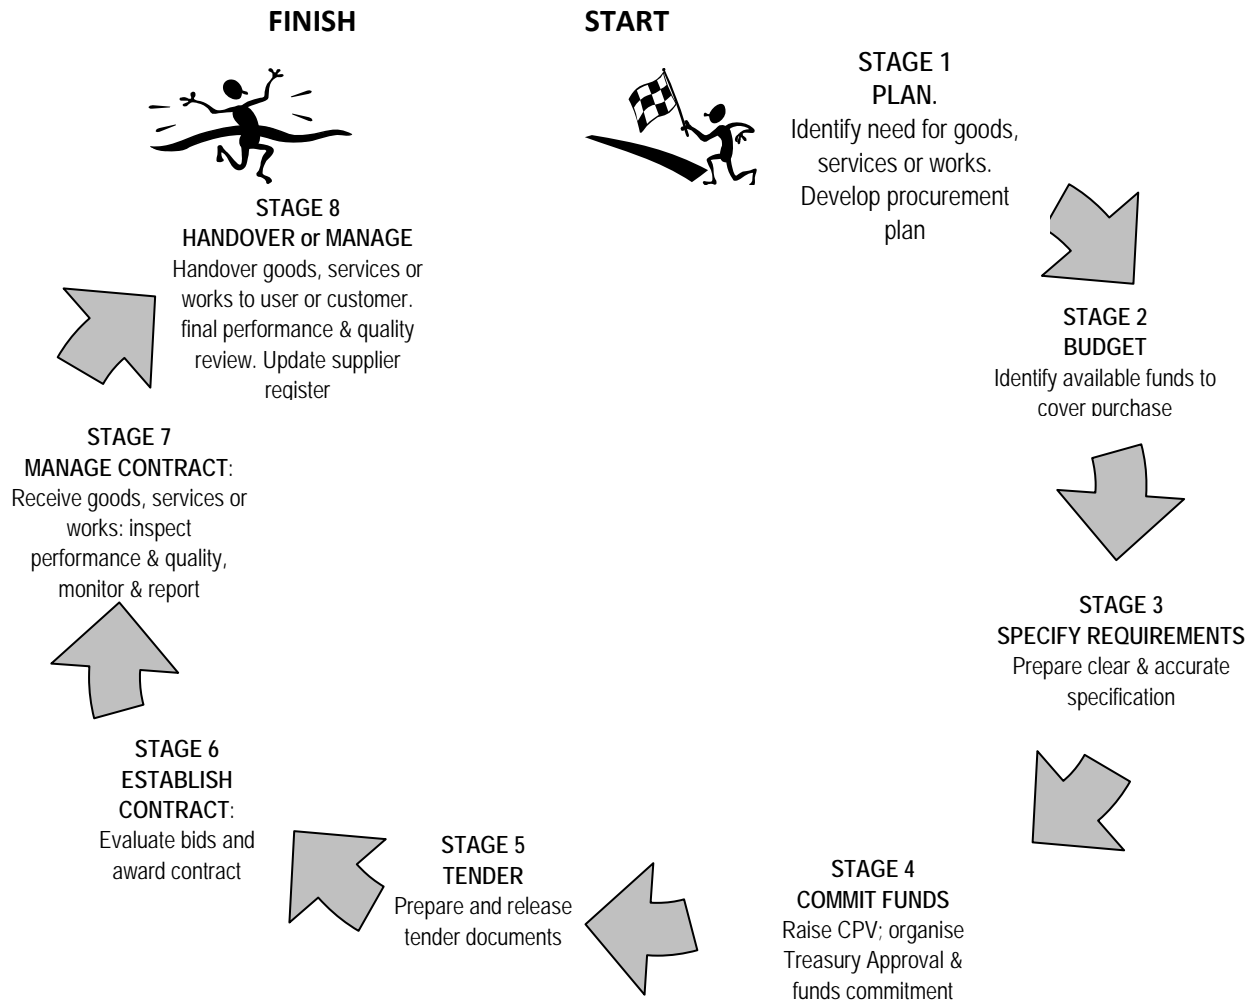 FINISH
START
STAGE 1
PLAN.
Identify need for goods,
services or works.
Develop procurement
plan
STAGE 2
BUDGET
Identify available funds to
cover purchase
STAGE 3
SPECIFY REQUIREMENTS
Prepare clear & accurate
specification
STAGE 4
COMMIT FUNDS
Raise CPV; organise
Treasury Approval &
funds commitment
STAGE 5
TENDER
Prepare and release
tender documents
STAGE 6
ESTABLISH
CONTRACT:
Evaluate bids and
award contract
STAGE 7
MANAGE CONTRACT:
Receive goods, services or
works: inspect
performance & quality,
monitor & report
STAGE 8
HANDOVER or MANAGE
Handover goods, services or
works to user or customer.
final performance & quality
review. Update supplier
register